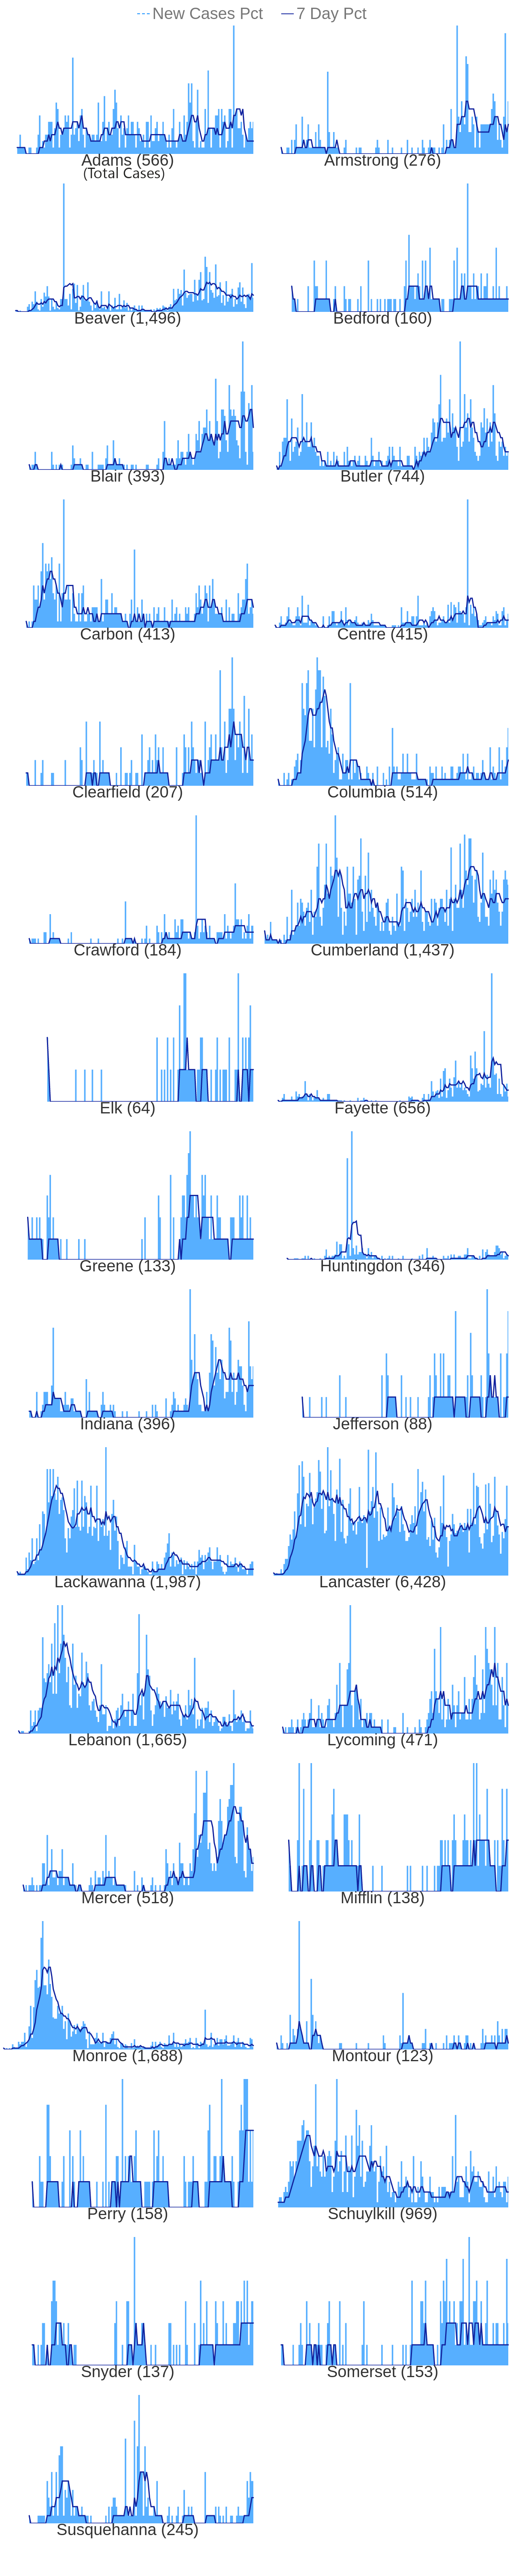 New Cases Pct 7 Day Pct
Adams (566) Armstrong (276)
(Total Cases)
Beaver (1,496) Bedford (160)
Blair (393) Butler (744)
Carbon (413) Centre (415)
Clearfield (207) Columbia (514)
Crawford (184) Cumberland (1,437)
Elk (64) Fayette (656)
Greene (133) Huntingdon (346)
Indiana (396) Jefferson (88)
Lackawanna (1,987) Lancaster (6,428)
Lebanon (1,665) Lycoming (471)
Mercer (518) Mifflin (138)
Monroe (1,688) Montour (123)
Perry (158) Schuylkill (969)
Snyder (137) Somerset (153)
Susquehanna (245)